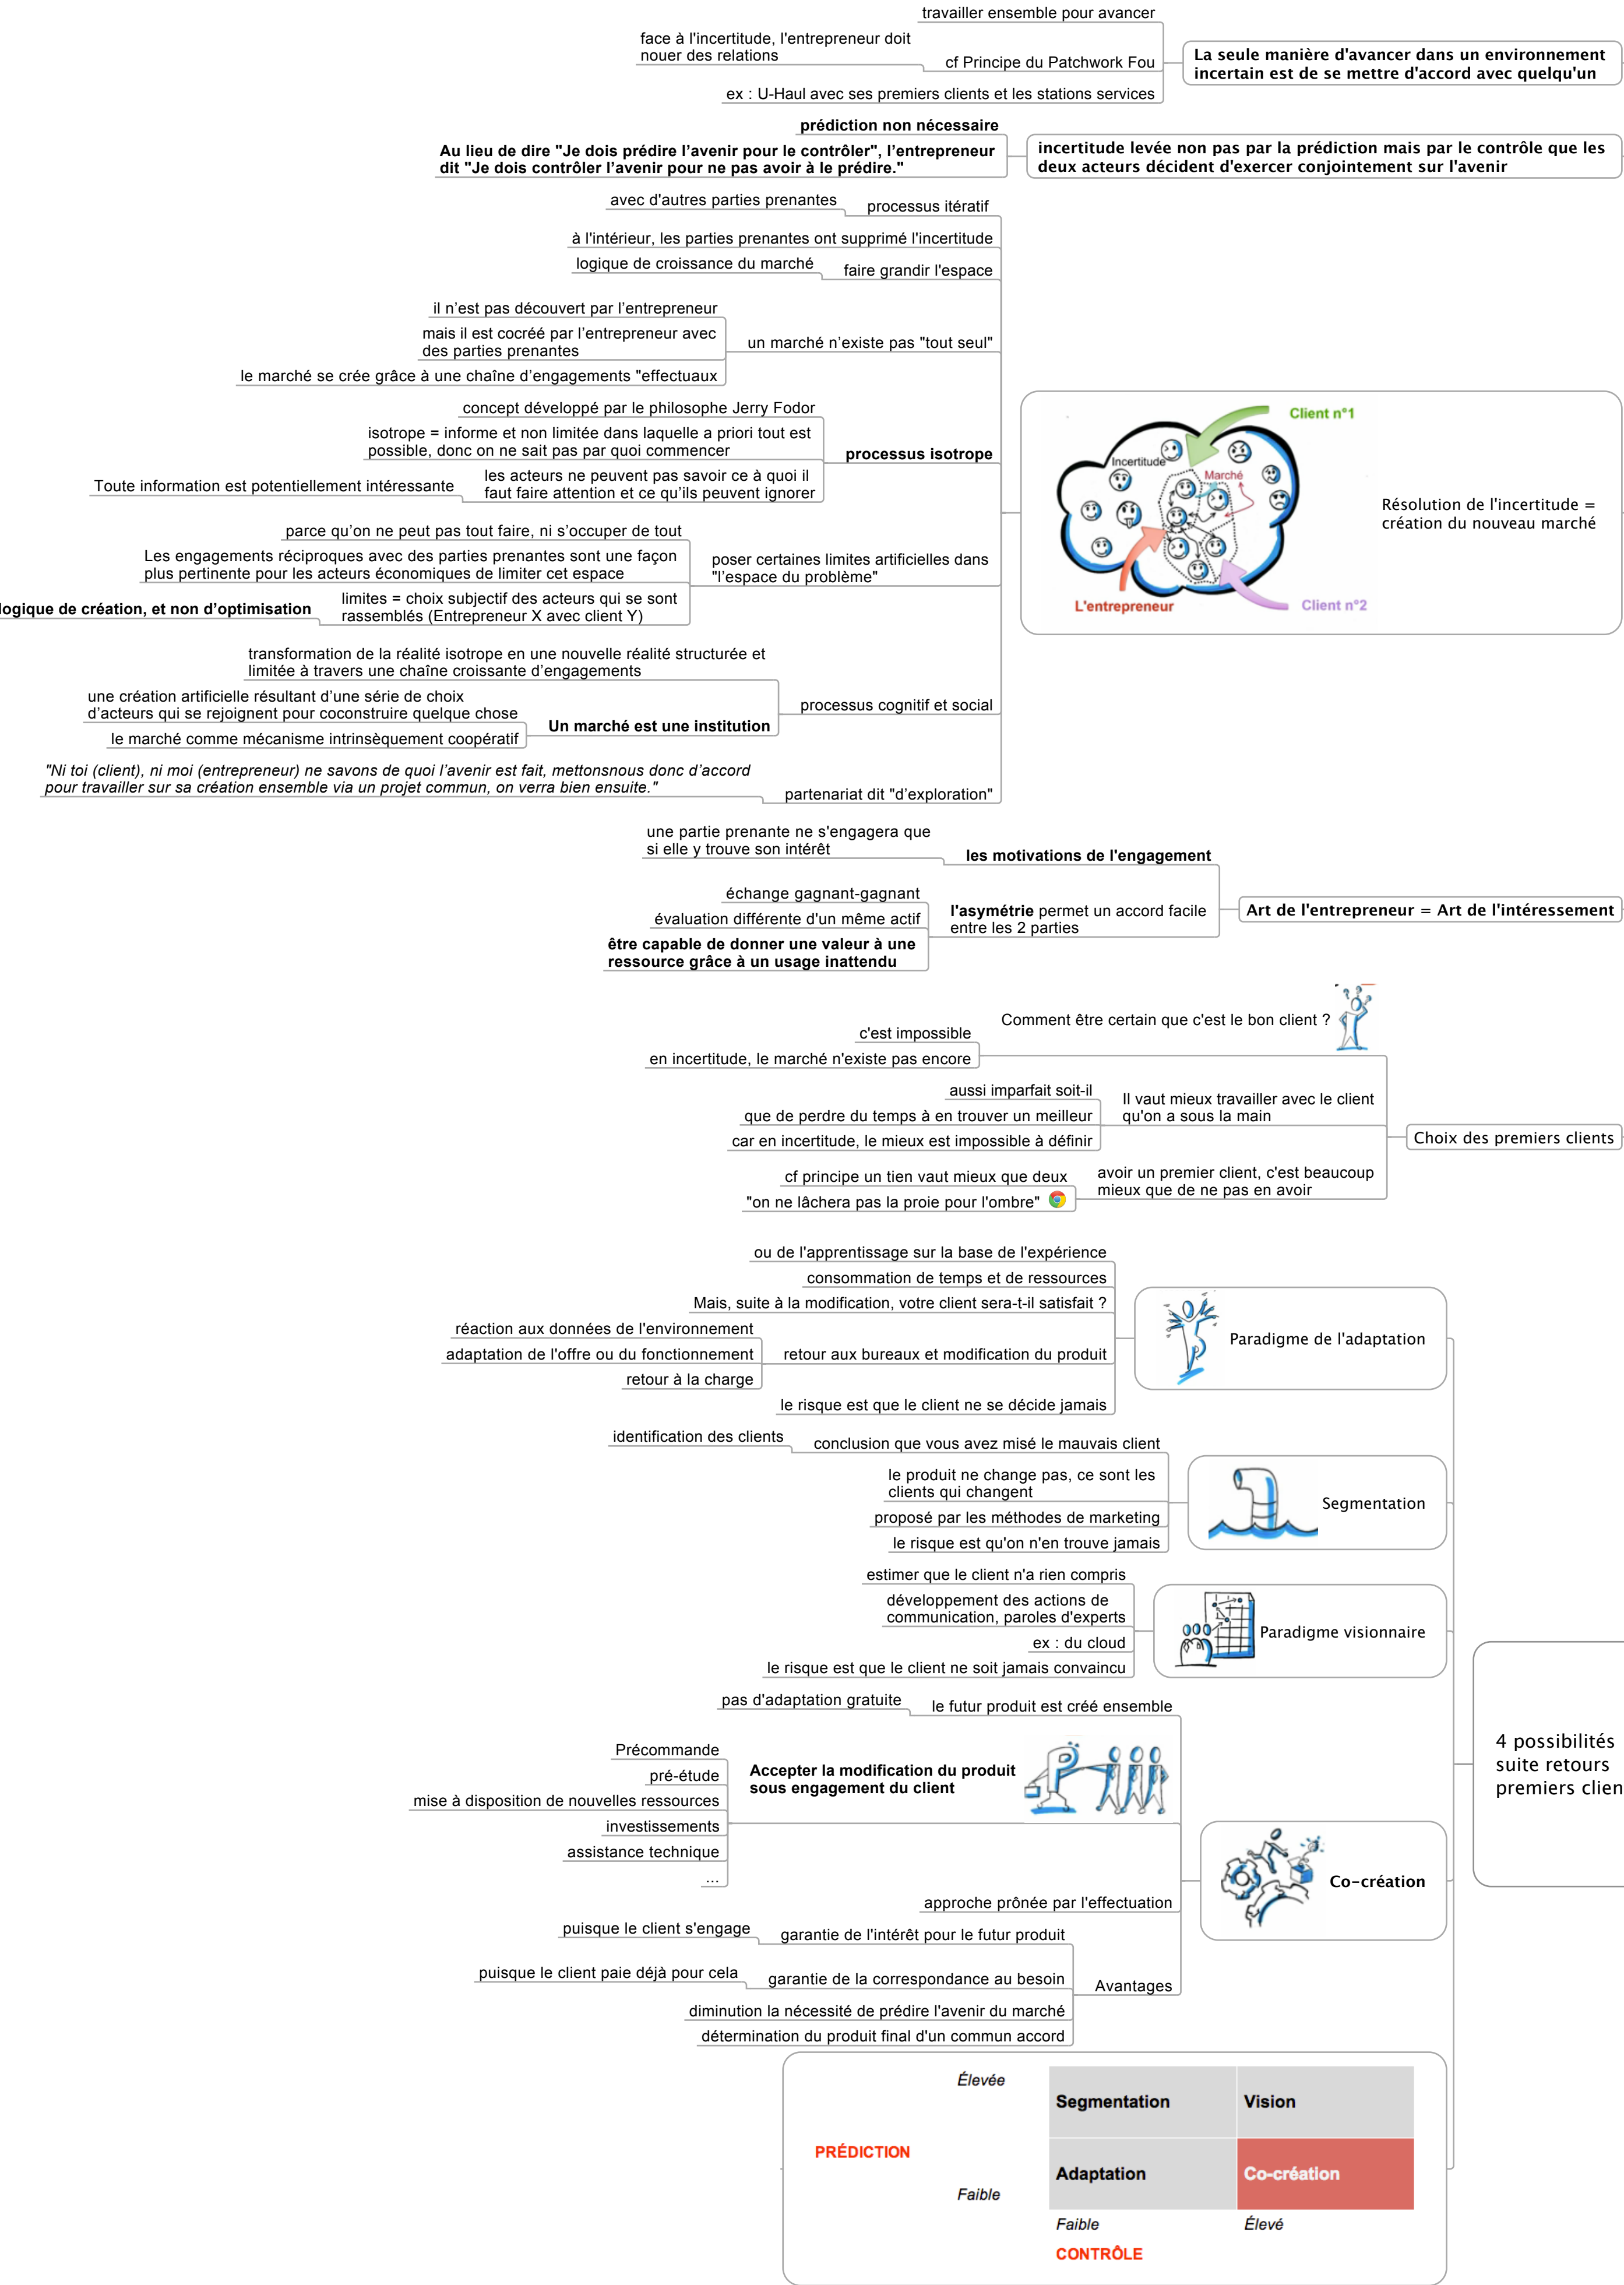 travailler ensemble pour avancer
face à l'incertitude, l'entrepreneur doit
nouer des relations
cf Principe du Patchwork Fou
ex : U-Haul avec ses premiers clients et les stations services
La seule manière d'avancer dans un environnement
incertain est de se mettre d'accord avec quelqu'un
prédiction non nécessaire
Au lieu de dire "Je dois prédire l'avenir pour le contrôler", l'entrepreneur
dit "Je dois contrôler l'avenir pour ne pas avoir à le prédire."
incertitude levée non pas par la prédiction mais par le contrôle que les
deux acteurs décident d'exercer conjointement sur l'avenir
avec d'autres parties prenantes
processus itératif
à l'intérieur, les parties prenantes ont supprimé l'incertitude
logique de croissance du marché
faire grandir l'espace
il n'est pas découvert par l'entrepreneur
mais il est cocréé par l'entrepreneur avec
des parties prenantes
le marché se crée grâce à une chaîne d'engagements "effectuaux
un marché n'existe pas "tout seul"
concept développé par le philosophe Jerry Fodor
isotrope = informe et non limitée dans laquelle a priori tout est
possible, donc on ne sait pas par quoi commencer
Toute information est potentiellement intéressante
les acteurs ne peuvent pas savoir ce à quoi il
faut faire attention et ce qu'ils peuvent ignorer
processus isotrope
parce qu'on ne peut pas tout faire, ni s'occuper de tout
Les engagements réciproques avec des parties prenantes sont une façon
plus pertinente pour les acteurs économiques de limiter cet espace
logique de création, et non d'optimisation
limites = choix subjectif des acteurs qui se sont
rassemblés (Entrepreneur X avec client Y)
poser certaines limites artificielles dans
"l'espace du problème"
transformation de la réalité isotrope en une nouvelle réalité structurée et
limitée à travers une chaîne croissante d'engagements
une création artificielle résultant d'une série de choix
d'acteurs qui se rejoignent pour coconstruire quelque chose
le marché comme mécanisme intrinsèquement coopératif
Un marché est une institution
processus cognitif et social
"Ni toi (client), ni moi (entrepreneur) ne savons de quoi l'avenir est fait, mettonsnous donc d'accord
pour travailler sur sa création ensemble via un projet commun, on verra bien ensuite."
partenariat dit "d'exploration"
Client n°1
Incertitude
Marché
L'entrepreneur
Client n°2
Résolution de l'incertitude =
création du nouveau marché
une partie prenante ne s'engagera que
si elle y trouve son intérêt
les motivations de l'engagement
échange gagnant-gagnant
évaluation différente d'un même actif
être capable de donner une valeur à une
ressource grâce à un usage inattendu
l'asymétrie permet un accord facile
entre les 2 parties
Art de l'entrepreneur = Art de l'intéressement
Comment être certain que c'est le bon client ?
c'est impossible
en incertitude, le marché n'existe pas encore
aussi imparfait soit-il
que de perdre du temps à en trouver un meilleur
car en incertitude, le mieux est impossible à définir
Il vaut mieux travailler avec le client
qu'on a sous la main
cf principe un tien vaut mieux que deux
"on ne lâchera pas la proie pour l'ombre"
avoir un premier client, c'est beaucoup
mieux que de ne pas en avoir
Choix des premiers clients
ou de l'apprentissage sur la base de l'expérience
consommation de temps et de ressources
Mais, suite à la modification, votre client sera-t-il satisfait ?
réaction aux données de l'environnement
adaptation de l'offre ou du fonctionnement
retour à la charge
retour aux bureaux et modification du produit
le risque est que le client ne se décide jamais
Paradigme de l'adaptation
identification des clients
conclusion que vous avez misé le mauvais client
le produit ne change pas, ce sont les
clients qui changent
proposé par les méthodes de marketing
le risque est qu'on n'en trouve jamais
Segmentation
estimer que le client n'a rien compris
développement des actions de
communication, paroles d'experts
ex : du cloud
le risque est que le client ne soit jamais convaincu
Paradigme visionnaire
pas d'adaptation gratuite
le futur produit est créé ensemble
Précommande
pré-étude
mise à disposition de nouvelles ressources
investissements
assistance technique
...
Accepter la modification du produit
sous engagement du client
approche prônée par l'effectuation
puisque le client s'engage
garantie de l'intérêt pour le futur produit
puisque le client paie déjà pour cela
garantie de la correspondance au besoin
diminution la nécessité de prédire l'avenir du marché
détermination du produit final d'un commun accord
Avantages
Co-création
4 possibilités
suite retours
premiers clien
Élevée
Segmentation
Vision
PRÉDICTION
Adaptation
Co-création
Faible
Faible
Élevé
CONTRÔLE